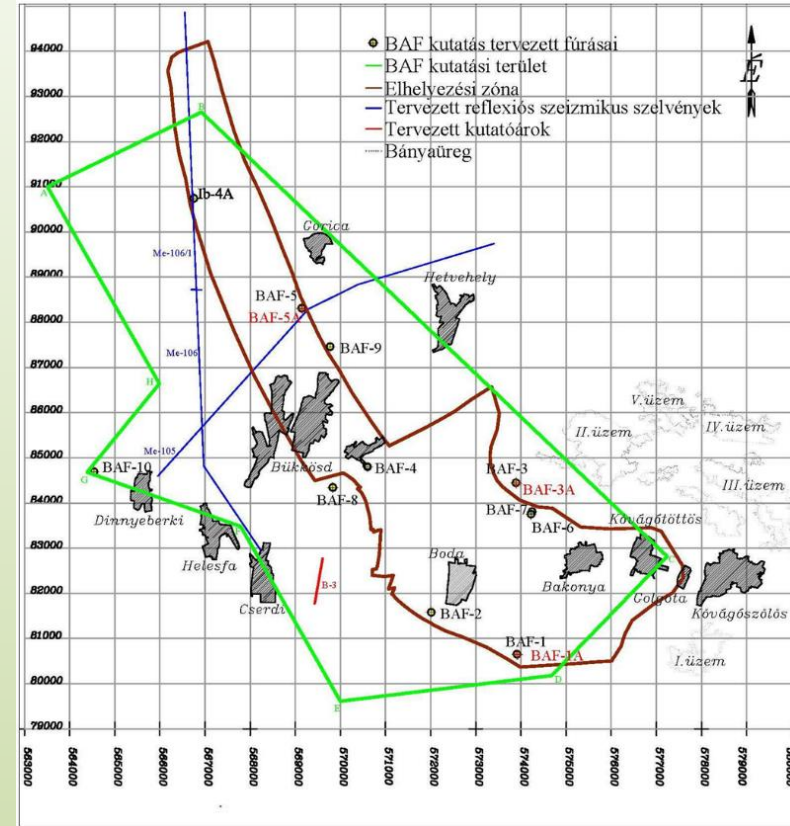 BAF kutatás tervezett fúrásai
BAF kutatási terület
Elhelyezési zóna
Tervezett reflexiós szeizmikus szelvények
Tervezett kutatóárok
Bányaüreg
É
94000
93000
92000
91000
90000
89000
88000
87000
86000
85000
84000
83000
82000
81000
80000
79000
B
A
Ib-4A
Gorica
Me-106/1
Hetvehely
BAF-5
BAF-5A
BAF-9
Me-106
H
V.üzem
II.üzem
IV.üzem
Me-105
Bükkösd
BAF-4
G
BAF-10
BAF-3
BAF-3A
III.üzem
BAF-8
Dinnyeberki
BAF-7
BAF-6
Kővágótöttös
Helesfa
Boda
Bakonya
Golgota
Kővágószőlős
Cserdi
B-3
BAF-2
BAF-1
BAF-1A
I.üzem
D
E
563000
564000
565000
566000
567000
568000
569000
570000
571000
572000
573000
574000
575000
576000
577000
578000
579000